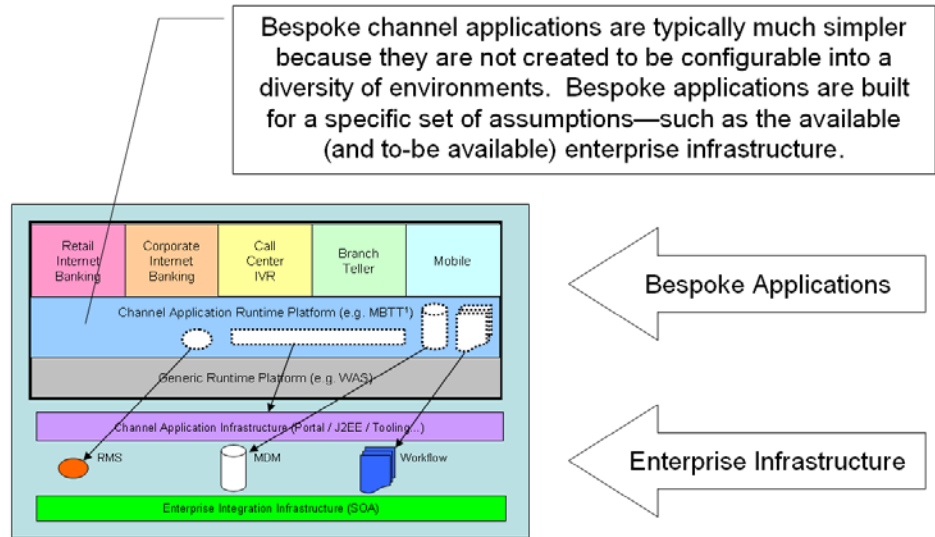 Bespoke channel applications are typically much simpler
because they are not created to be configurable into a
diversity of environments.  Bespoke applications are built
for a specific set of assumptions—such as the available
(and to-be available) enterprise infrastructure.
Retail
Internet
Banking
Corporate
Internet
Banking
Call
Center
IVR
Branch
Teller
Mobile
Bespoke Applications
Channel Application Runtime Platform (e.g. MBTT¹)
Generic Runtime Platform (e.g. WAS)
Channel Application Infrastructure (Portal / J2EE / Tooling...)
RMS
MDM
Workflow
Enterprise Infrastructure
Enterprise Integration Infrastructure (SOA)